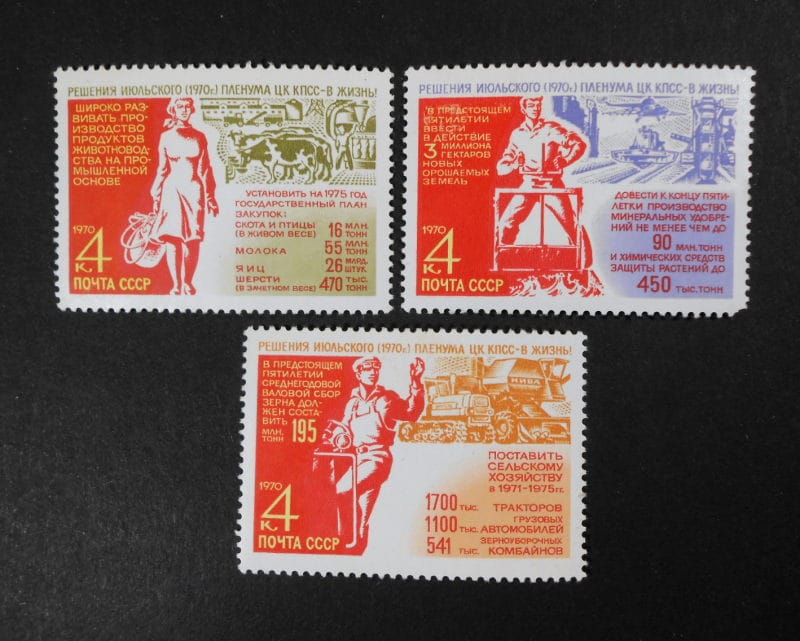 РЕШЕНИЯ ИЮЛЬСКОГО (1970г.) ПЛЕНУМА ЦК КПСС-В ЖИЗНЬ!
ШИРОКО РАЗ-
ВИВАТЬ ПРО-
ИЗВОДСТВО
ПРОДУКТОВ
ЖИВОТНОВОД-
СТВА НА ПРО-
МЫШЛЕННОЙ
ОСНОВЕ
УСТАНОВИТЬ НА 1975 ГОД
ГОСУДАРСТВЕННЫЙ ПЛАН
ЗАКУПОК:
СКОТА И ПТИЦЫ (В ЖИВОМ ВЕСЕ) 16 МЛН. ТОНН
МОЛОКА 55 МЛН. ТОНН
ЯИЦ 26 МЛРД. ШТУК
ШЕРСТИ (В ЗАЧЕТНОМ ВЕСЕ) 470 ТЫС. ТОНН
1970
4 К.
ПОЧТА СССР
РЕШЕНИЯ ИЮЛЬСКОГО (1970г.) ПЛЕНУМА ЦК КПСС-В ЖИЗНЬ!
В ПРЕДСТОЯЩЕМ
ПЯТИЛЕТИИ
ВВЕСТИ
В ДЕЙСТВИЕ
3 МИЛЛИОНА
ГЕКТАРОВ
НОВЫХ
ОРОШАЕМЫХ
ЗЕМЕЛЬ
ДОВЕСТИ К КОНЦУ ПЯТИ-
ЛЕТКИ ПРОИЗВОДСТВО
МИНЕРАЛЬНЫХ УДОБРЕ-
НИЙ НЕ МЕНЕЕ ЧЕМ ДО
90 МЛН. ТОНН
И ХИМИЧЕСКИХ СРЕДСТВ
ЗАЩИТЫ РАСТЕНИЙ ДО
450 ТЫС. ТОНН
1970
4 К.
ПОЧТА СССР
РЕШЕНИЯ ИЮЛЬСКОГО (1970г.) ПЛЕНУМА ЦК КПСС-В ЖИЗНЬ!
В ПРЕДСТОЯЩЕМ
ПЯТИЛЕТИИ
СРЕДНЕГОДОВОЙ
ВАЛОВОЙ СБОР
ЗЕРНА ДОЛ-
ЖЕН СОСТА-
ВИТЬ
195 МЛН. ТОНН
НИВА
ПОСТАВИТЬ
СЕЛЬСКОМУ
ХОЗЯЙСТВУ
в 1971-1975 гг.
1700 ТЫС. ТРАКТОРОВ
1100 ТЫС. ГРУЗОВЫХ АВТОМОБИЛЕЙ
541 ТЫС. ЗЕРНОУБОРОЧНЫХ КОМБАЙНОВ
1970
4 К.
ПОЧТА СССР